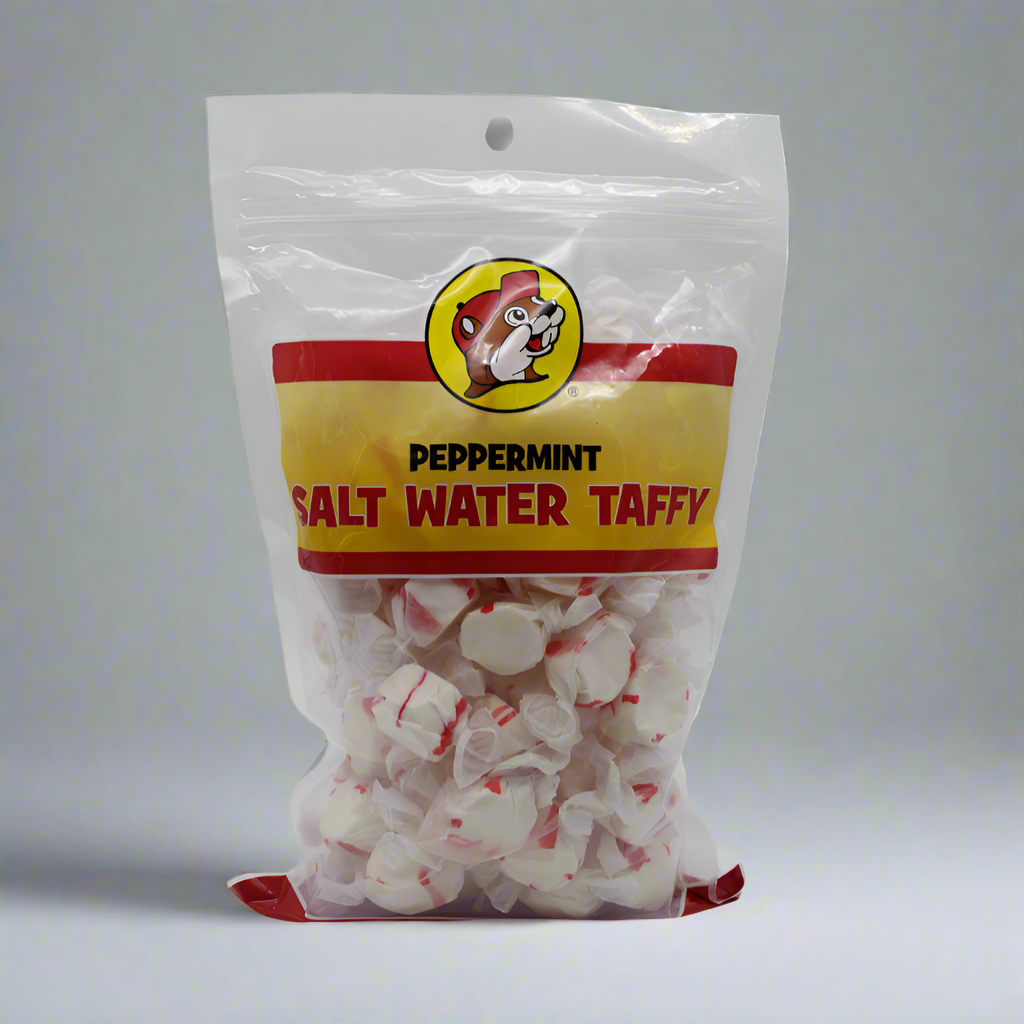 ®
PEPPERMINT
SALT WATER TAFFY